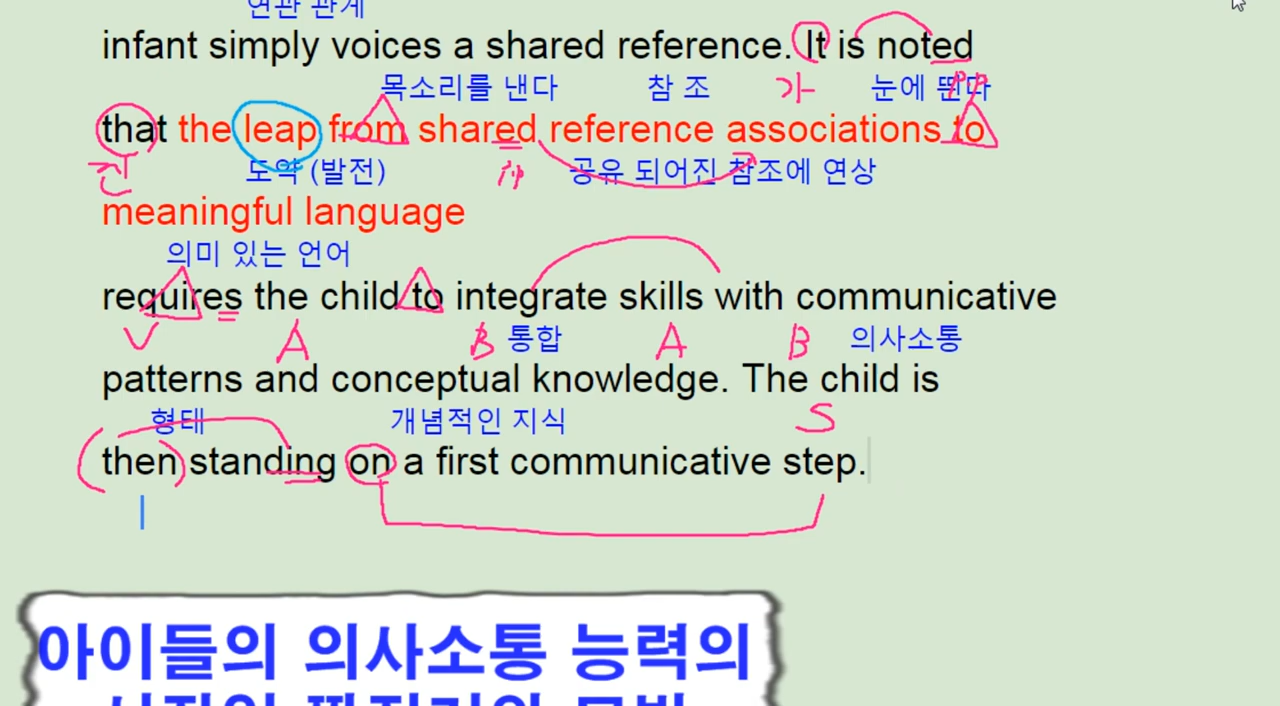 연관 관계
infant simply voices a shared reference. It is noted
목소리를 낸다 참 조 가 눈에 띈다
that the leap from shared reference associations to
진 도약 (발전) 공유 되어진 참조에 연상
meaningful language
의미 있는 언어
requires the child to integrate skills with communicative
V A B 통합 A B 의사소통
patterns and conceptual knowledge. The child is
형태 개념적인 지식 S
then standing on a first communicative step.
아이들의 의사소통 능력의